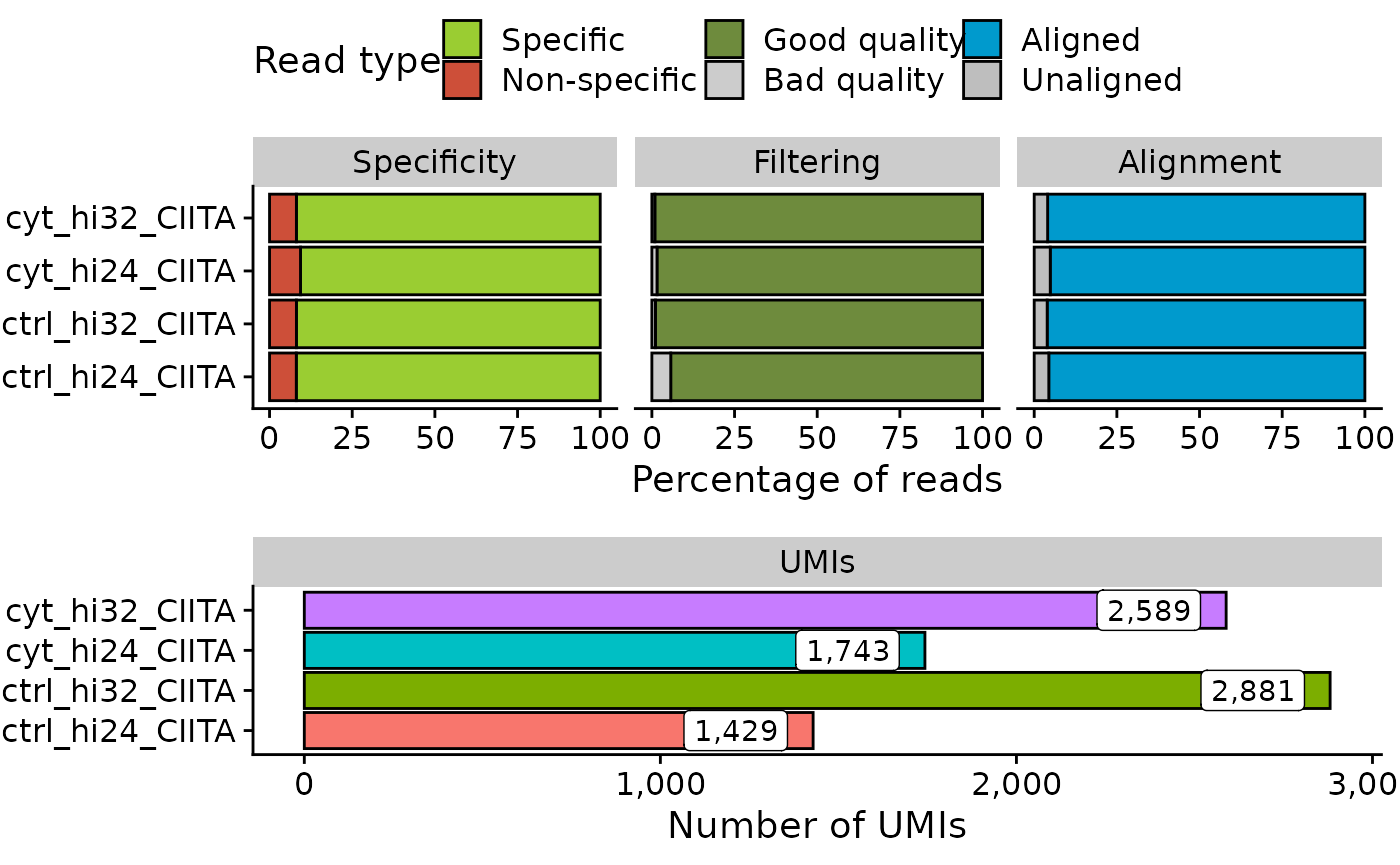 Read type
Specific Good quality Aligned
Non-specific Bad quality Unaligned
Specificity Filtering Alignment
cyt_hi32_CIITA
cyt_hi24_CIITA
ctrl_hi32_CIITA
ctrl_hi24_CIITA
0 25 50 75 100 0 25 50 75 100 0 25 50 75 100
Percentage of reads
UMIs
cyt_hi32_CIITA 2,589
cyt_hi24_CIITA 1,743
ctrl_hi32_CIITA 2,881
ctrl_hi24_CIITA 1,429
0 1,000 2,000 3,00
Number of UMIs